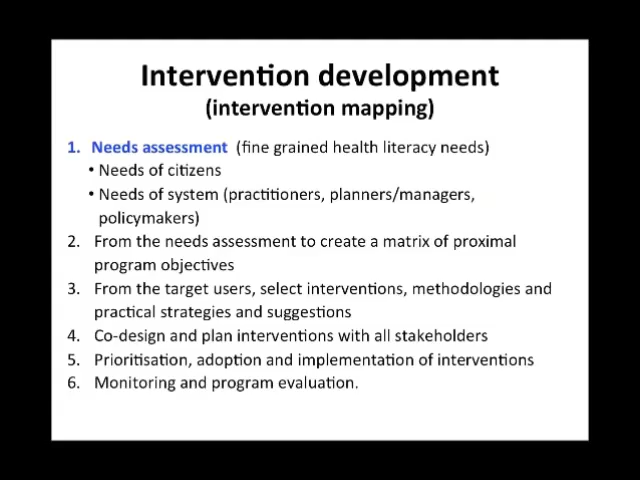 Intervention development
(intervention mapping)
1. Needs assessment (fine grained health literacy needs)
• Needs of citizens
• Needs of system (practitioners, planners/managers,
policymakers)
2. From the needs assessment to create a matrix of proximal
program objectives
3. From the target users, select interventions, methodologies and
practical strategies and suggestions
4. Co-design and plan interventions with all stakeholders
5. Prioritisation, adoption and implementation of interventions
6. Monitoring and program evaluation.